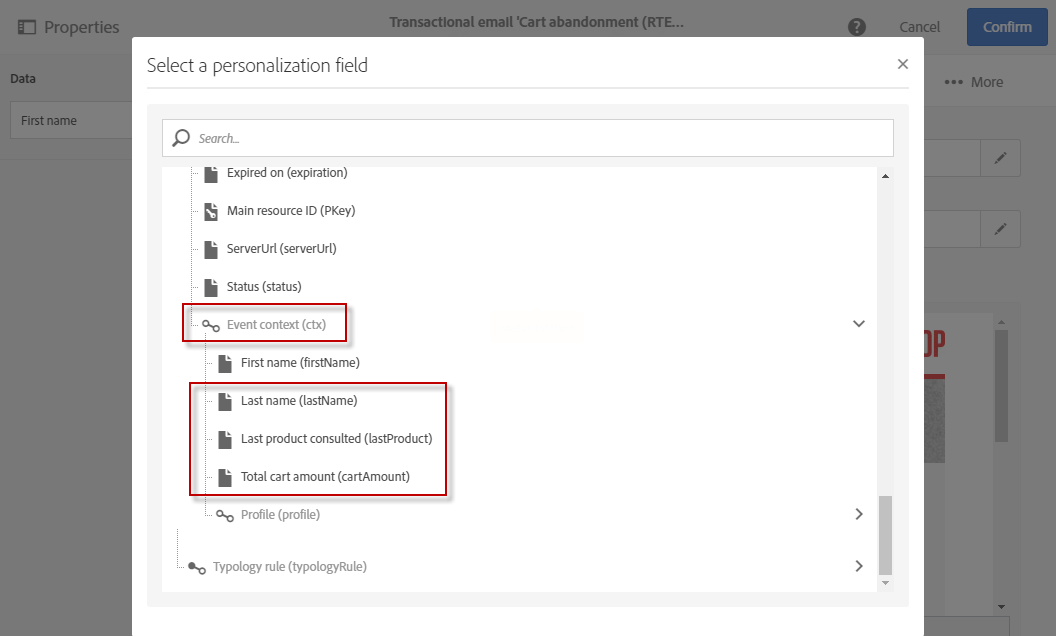 Properties
Transactional email 'Cart abandonment (RTE...
?
Cancel
Confirm
Data
First name
More
Select a personalization field
Search...
Expired on (expiration)
Main resource ID (PKey)
ServerUrl (serverUrl)
Status (status)
Event context (ctx)
First name (firstName)
Last name (lastName)
Last product consulted (lastProduct)
Total cart amount (cartAmount)
Profile (profile)
Typology rule (typologyRule)
OP